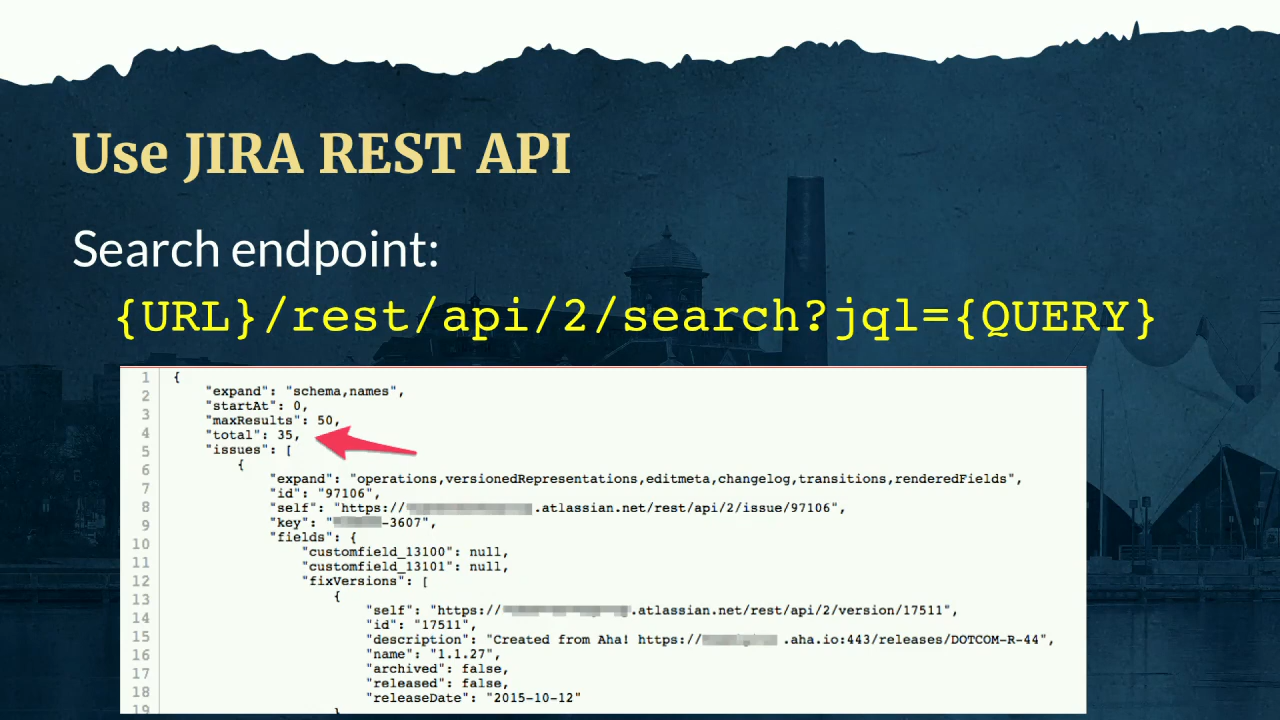 Use JIRA REST API
Search endpoint:
{URL}/rest/api/2/search?jql={QUERY}
1 {
2 "expand": "schema,names",
3 "startAt": 0,
"maxResults": 50,
4 "total": 35,
5 "issues": [
6 {
7 "expand": "operations,versionedRepresentations,editmeta,changelog,transitions,renderedFields",
"id": "97106",
8 "self": "https:// .atlassian.net/rest/api/2/issue/97106",
9 "key": " -3607",
10 "fields": {
11 "customfield_13100": null,
"customfield_13101": null,
12 "fixVersions": [
13 {
14 "self": "https:// .atlassian.net/rest/api/2/version/17511",
"id": "17511",
15 "description": "Created from Aha! https:// .aha.io:443/releases/DOTCOM-R-44",
16 "name": "1.1.27",
17 "archived": false,
18 "released": false,
"releaseDate": "2015-10-12"
19 }